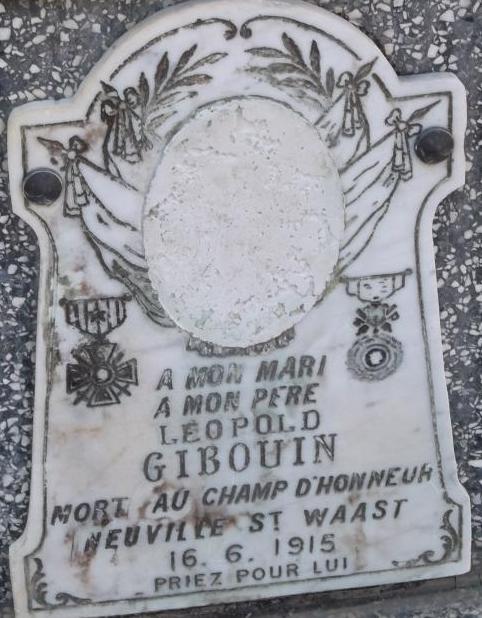 A MON MARI
A MON PERE
LEOPOLD
GIBOUIN
MORT AU CHAMP D'HONNEUR
NEUVILLE ST WAAST
16. 6. 1915
PRIEZ POUR LUI